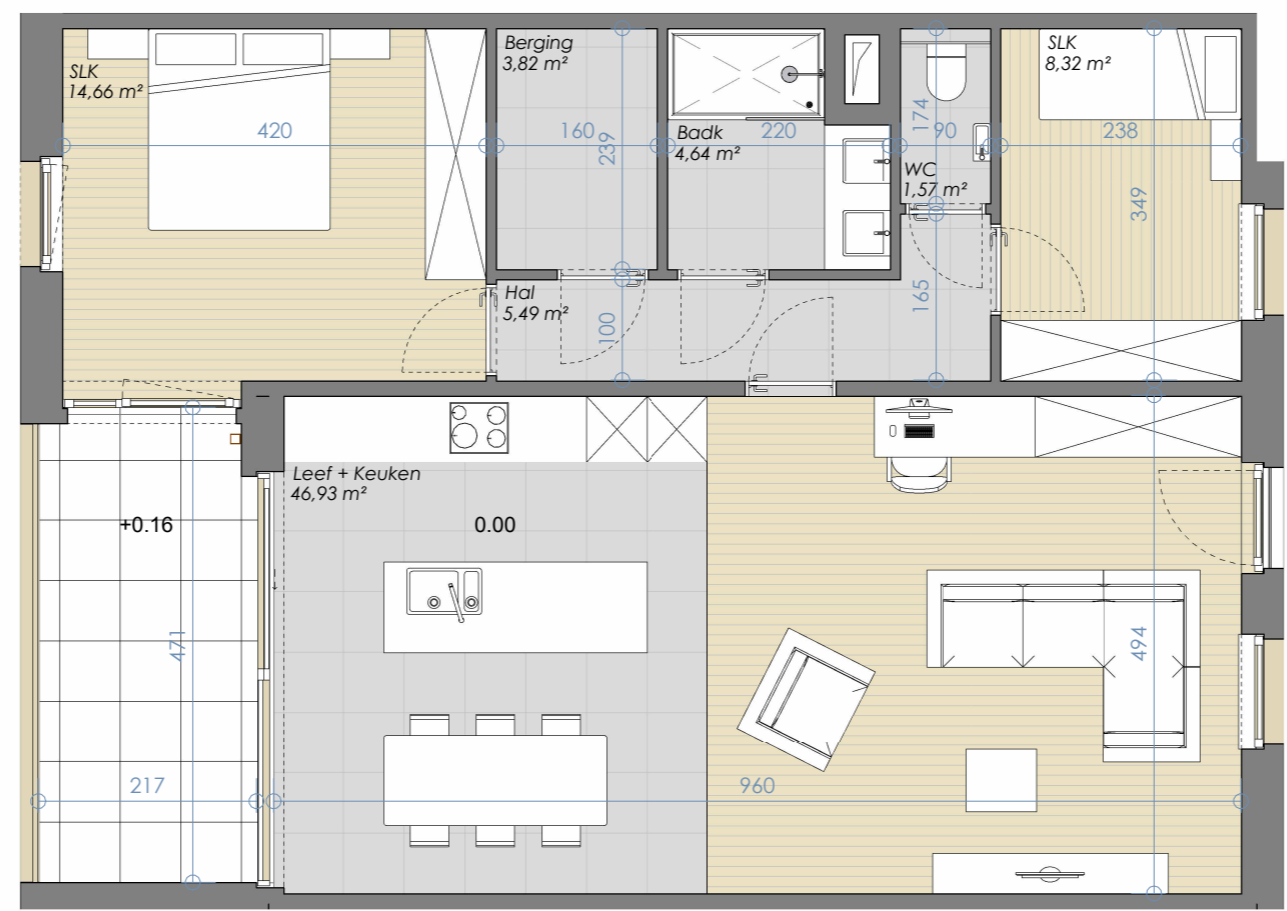 SLK
14,66 m²
420
Berging
3,82 m²
160
239
Badk
4,64 m²
220
174
90
WC
1,57 m²
SLK
8,32 m²
238
349
Hal
5,49 m²
100
165
Leef + Keuken
46,93 m²
+0.16
0.00
471
494
217
960